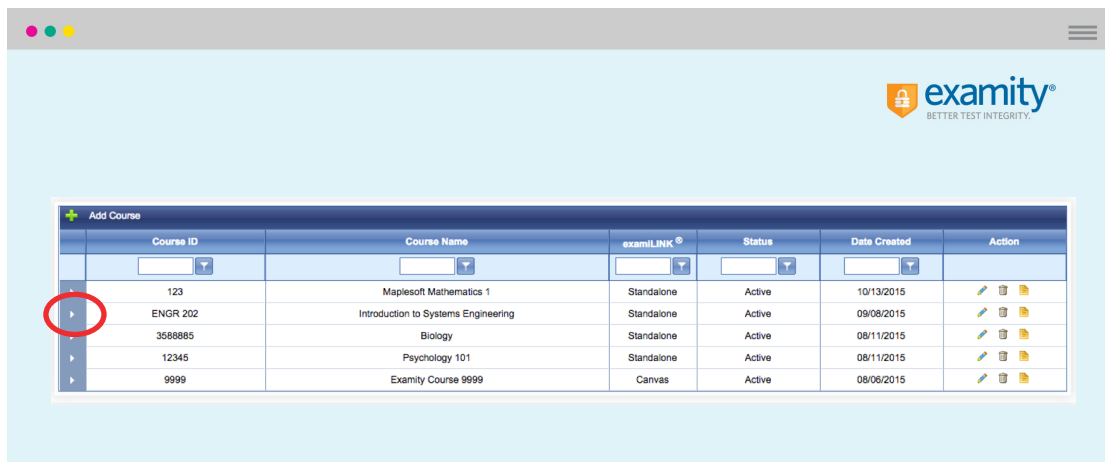 examity®
BETTER TEST INTEGRITY.
Add Course
Course ID Course Name examiLINK® Status Date Created Action
123 Maplesoft Mathematics 1 Standalone Active 10/13/2015
ENGR 202 Introduction to Systems Engineering Standalone Active 09/08/2015
3588885 Biology Standalone Active 08/11/2015
12345 Psychology 101 Standalone Active 08/11/2015
9999 Examity Course 9999 Canvas Active 08/06/2015